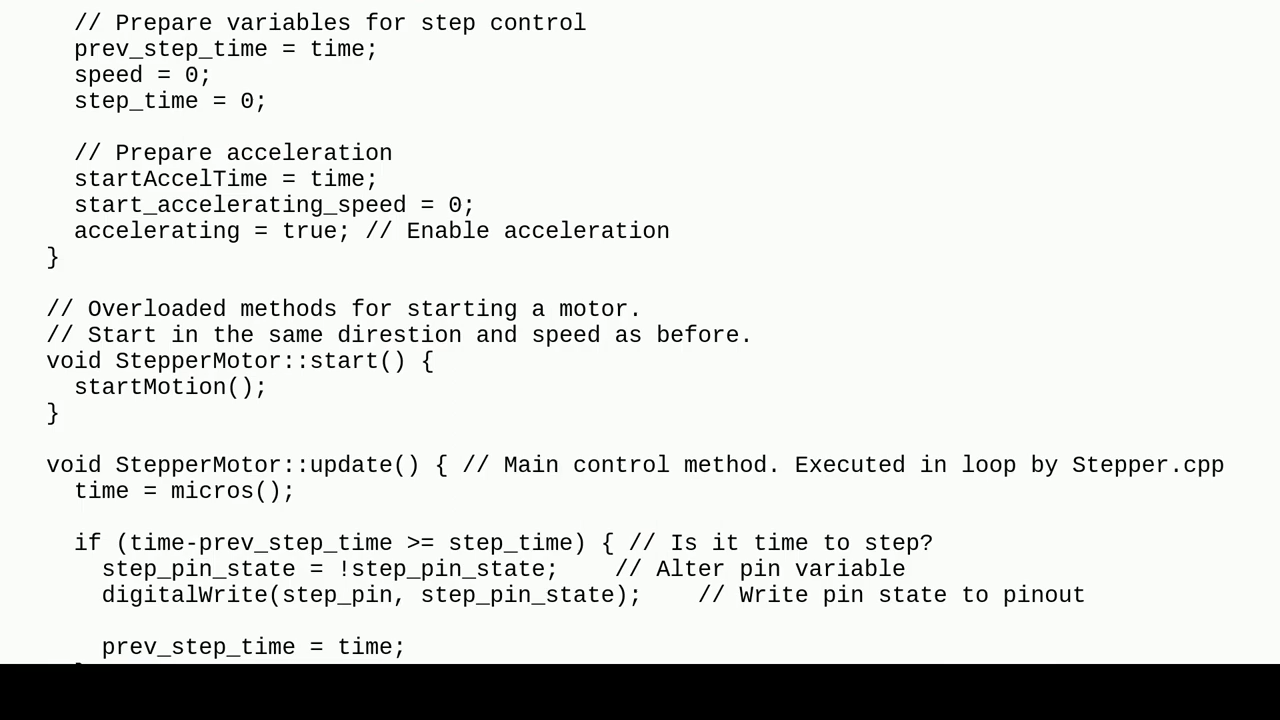 // Prepare variables for step control
prev_step_time = time;
speed = 0;
step_time = 0;
// Prepare acceleration
startAccelTime = time;
start_accelerating_speed = 0;
accelerating = true; // Enable acceleration
}
// Overloaded methods for starting a motor.
// Start in the same direstion and speed as before.
void StepperMotor::start() {
startMotion();
}
void StepperMotor::update() { // Main control method. Executed in loop by Stepper.cpp
time = micros();
if (time-prev_step_time >= step_time) { // Is it time to step?
step_pin_state = !step_pin_state;    // Alter pin variable
digitalWrite(step_pin, step_pin_state);    // Write pin state to pinout
prev_step_time = time;